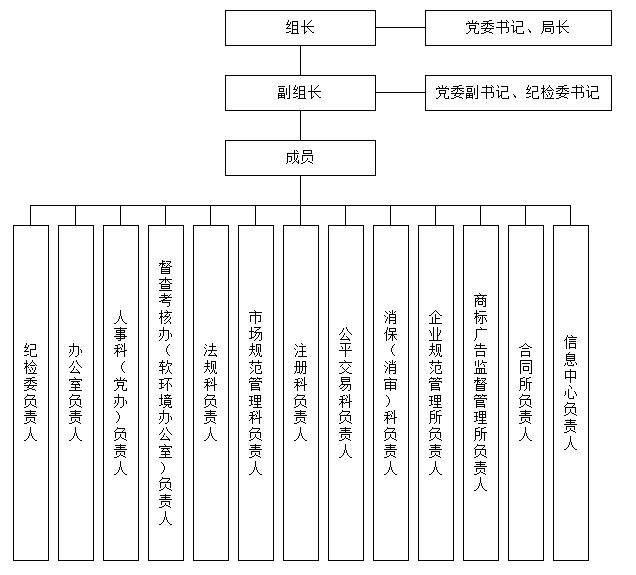 组长
党委书记、局长
副组长
党委副书记、纪检委书记
成员
纪检委负责人
办公室负责人
人事科（党办）负责人
督查考核办（软环境办公室）负责人
法规科负责人
市场规范管理科负责人
注册科负责人
公平交易科负责人
消保（消审）科负责人
企业规范管理所负责人
商标广告监督管理所负责人
合同所负责人
信息中心负责人